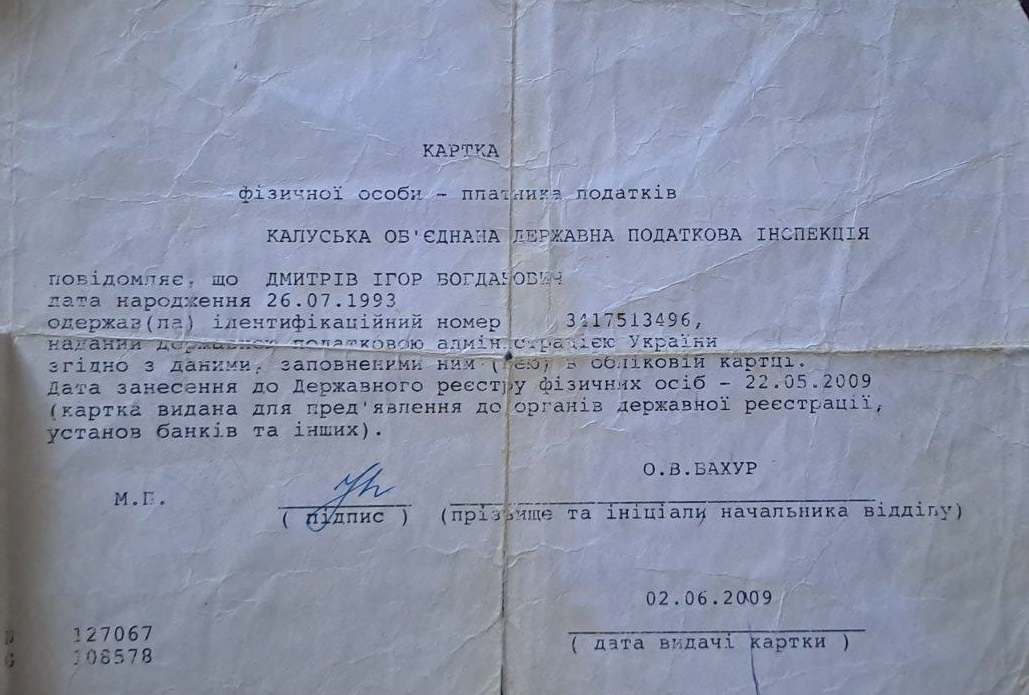 КАРТКА
фізичної особи - платника податків
КАЛУСЬКА ОБ'ЄДНАНА ДЕРЖАВНА ПОДАТКОВА ІНСПЕКЦІЯ
повідомляє, що ДМИТРІВ ІГОР БОГДАНОВИЧ
дата народження 26.07.1993
одержав(ла) ідентифікаційний номер 3417513496,
наданий державною податковою адміністрацією України
згідно з даними, заповненими ним (нею) в обліковій картці.
Дата занесення до Державного реєстру фізичних осіб - 22.05.2009
(картка видана для пред'явлення до органів державної реєстрації,
установ банків та інших).
О.В.БАХУР
М.П.
( підпис ) (прізвище та ініціали начальника відділу)
02.06.2009
127067
108578
( дата видачі картки )